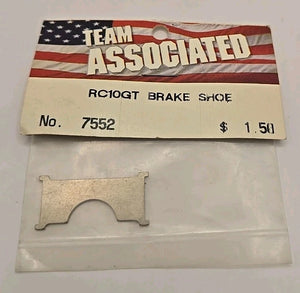 TEAM
ASSOCIATED
RC10GT BRAKE SHOE
No. 7552 $ 1.50